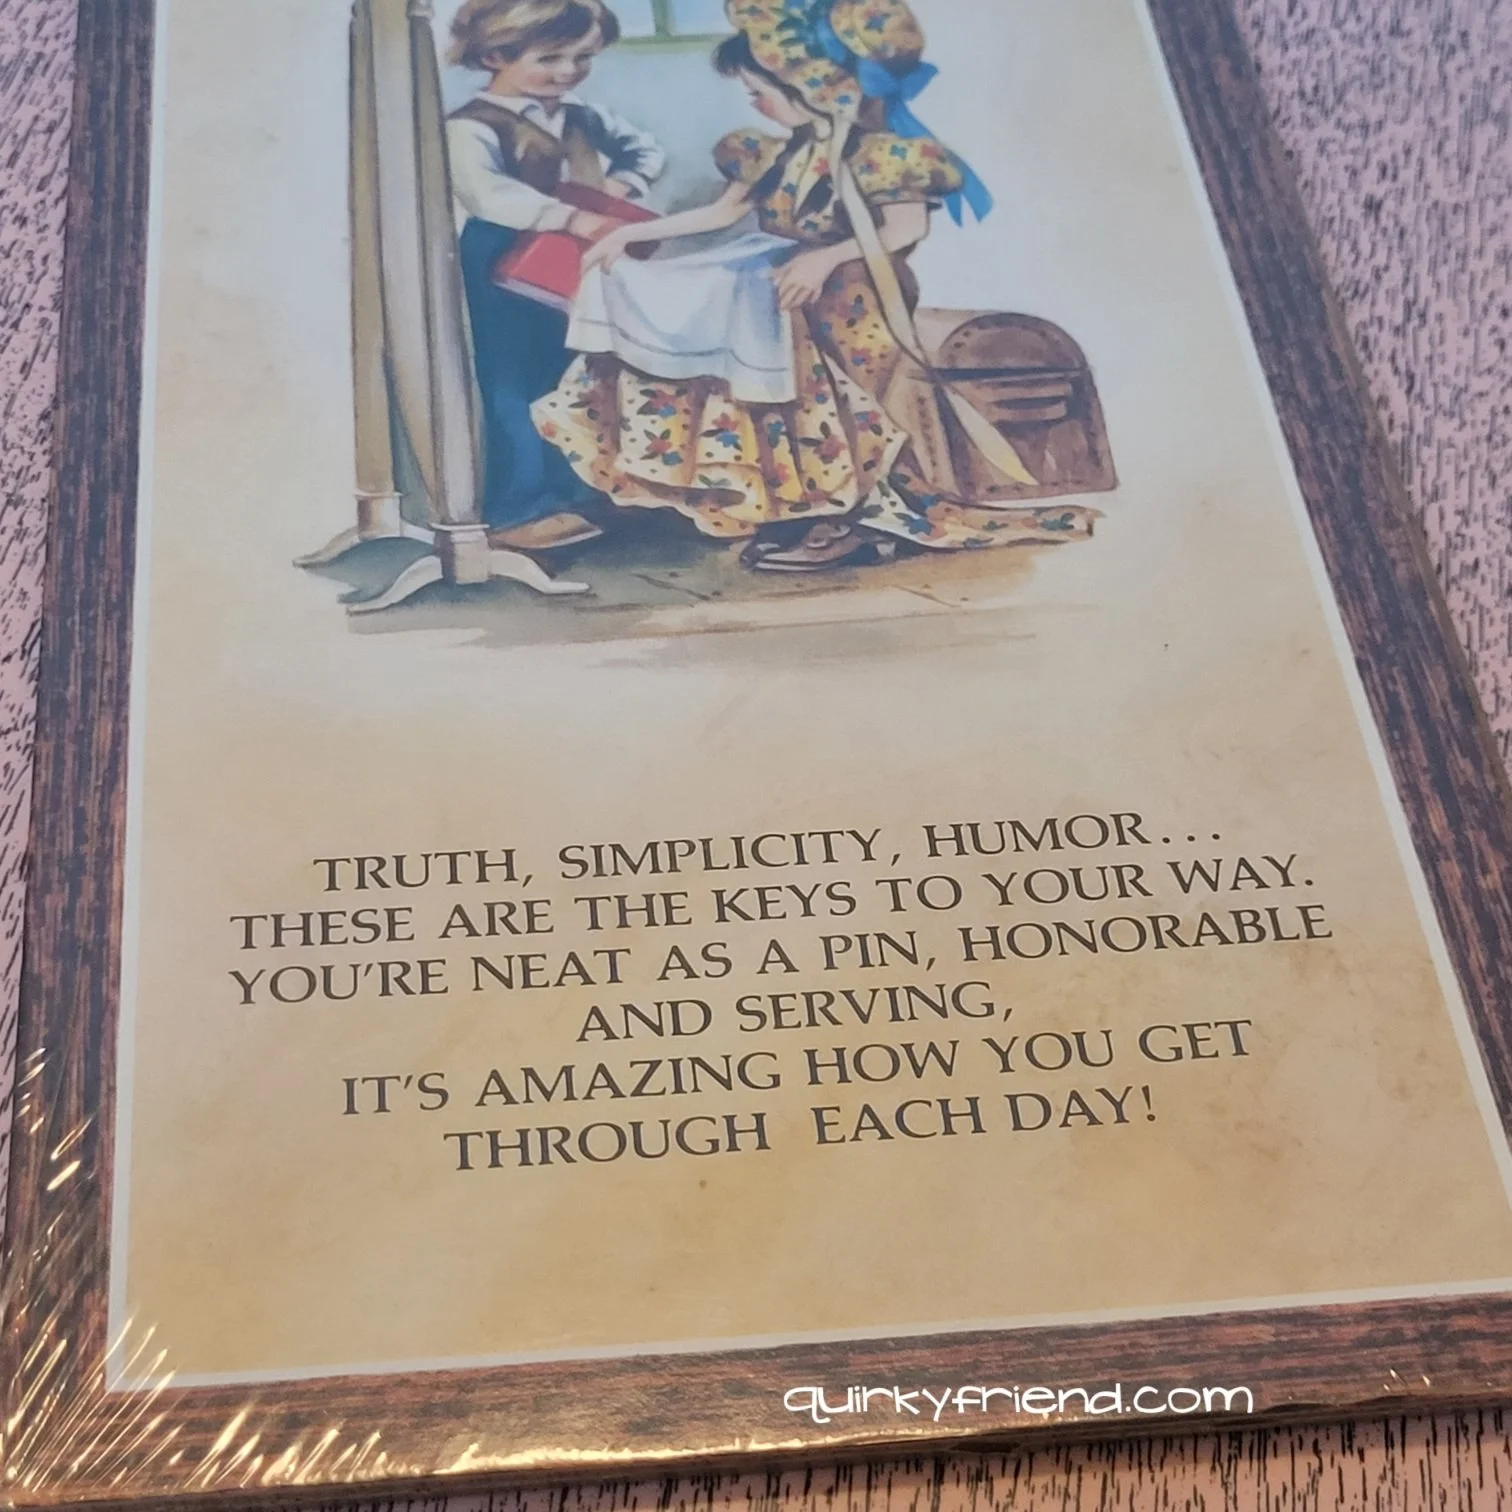 TRUTH, SIMPLICITY, HUMOR...
THESE ARE THE KEYS TO YOUR WAY.
YOU'RE NEAT AS A PIN, HONORABLE
AND SERVING,
IT'S AMAZING HOW YOU GET
THROUGH EACH DAY!
quirkyfriend.com